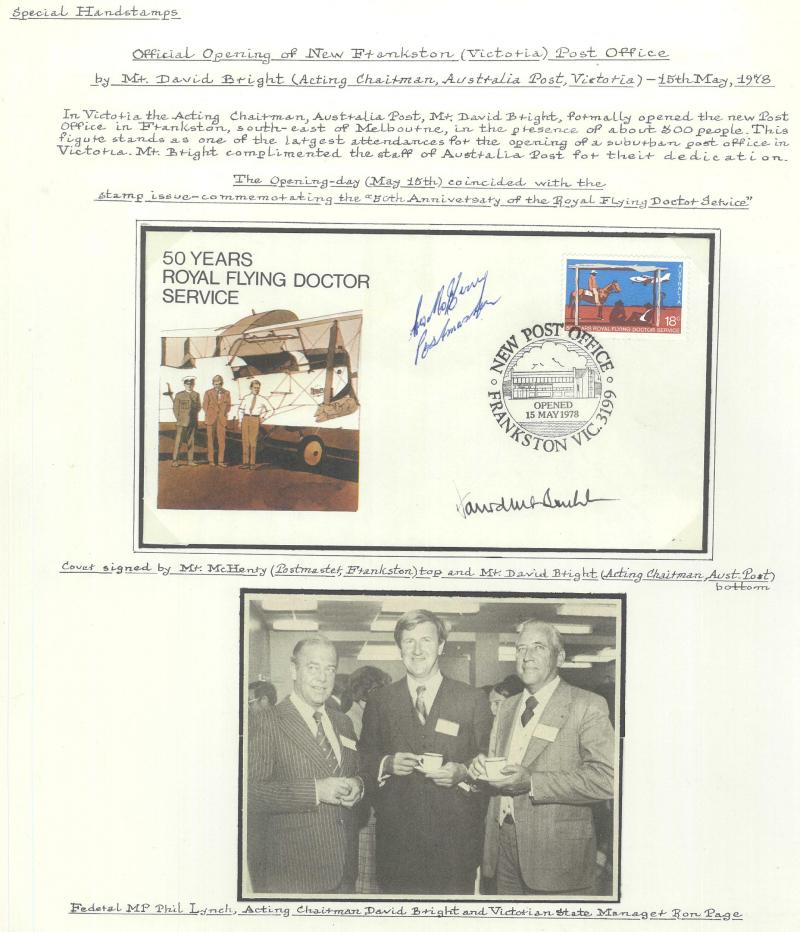 Special Handstamps
Official Opening of New Frankston (Victoria) Post Office
by Mr. David Bright (Acting Chairman, Australia Post, Victoria) - 15th May, 1978
In Victoria the Acting Chairman, Australia Post, Mr. David Bright, formally opened the new Post
Office in Frankston, south-east of Melbourne, in the presence of about 300 people. This
figure stands as one of the largest attendances for the opening of a suburban post office in
Victoria. Mr. Bright complimented the staff of Australia Post for their dedication.
The Opening-day (May 15th) coincided with the
stamp issue-commemorating the "50th Anniversary of the Royal Flying Doctor Service"
50 YEARS
ROYAL FLYING DOCTOR
SERVICE
McHenry
Postmaster
AUSTRALIA
18c
50 YEARS ROYAL FLYING DOCTOR SERVICE
NEW POST OFFICE
OPENED
15 MAY 1978
FRANKSTON VIC. 3199
Cover signed by Mr. McHenry (Postmaster, Frankston) top and Mr. David Bright (Acting Chairman, Aust. Post)
bottom
Federal MP Phil Lynch, Acting Chairman David Bright and Victorian State Manager Ron Page